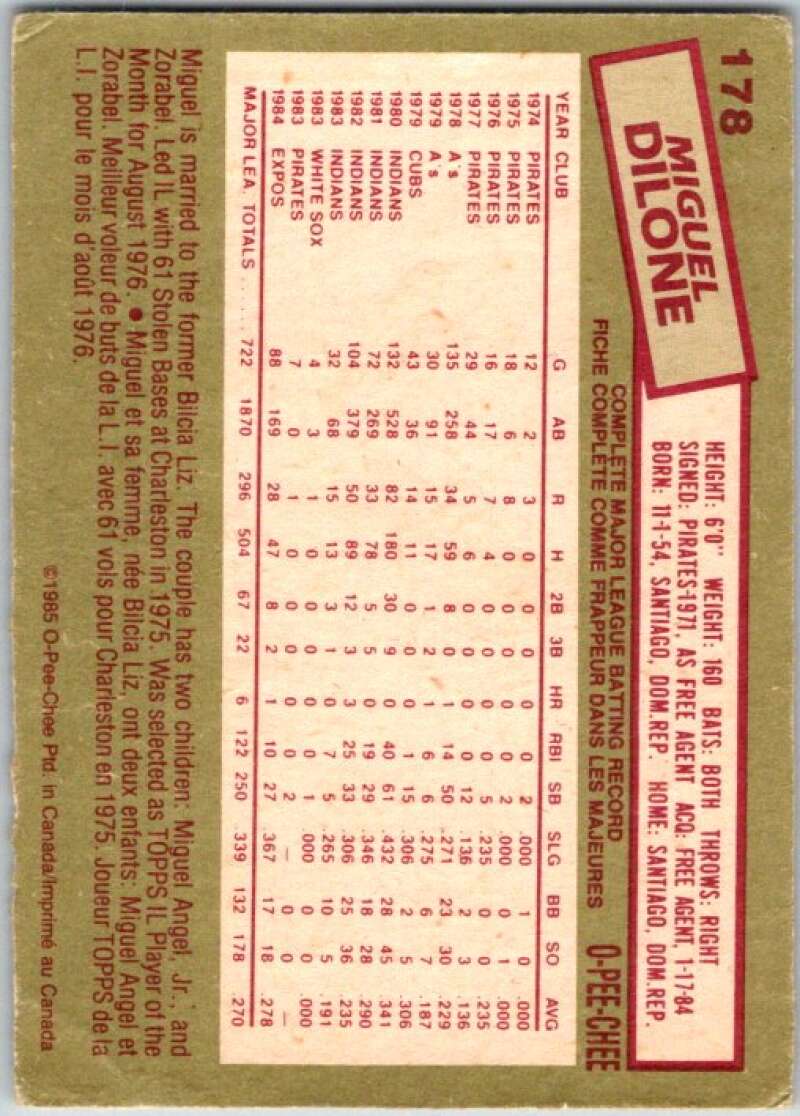 178
MIGUEL
DILONE
HEIGHT: 6'0" WEIGHT: 160 BATS: BOTH THROWS: RIGHT
SIGNED: PIRATES-1971, AS FREE AGENT ACQ: FREE AGENT, 1-17-84
BORN: 11-1-54, SANTIAGO, DOM.REP. HOME: SANTIAGO, DOM.REP.
COMPLETE MAJOR LEAGUE BATTING RECORD
FICHE COMPLETE COMME FRAPPEUR DANS LES MAJEURES
O-PEE-CHEE
YEAR CLUB G AB R H 2B 3B HR RBI SB SLG BB SO AVG
1974 PIRATES 12 2 3 0 0 0 0 0 2 .000 1 0 .000
1975 PIRATES 18 6 8 0 0 0 0 0 2 .000 0 1 .000
1976 PIRATES 16 17 7 4 0 0 0 0 5 .235 0 0 .235
1977 PIRATES 29 44 5 6 0 0 0 0 12 .136 2 3 .136
1978 A's 135 258 34 59 8 0 1 14 50 .271 23 30 .229
1979 A's 30 91 15 17 1 2 1 6 6 .275 6 7 .187
1979 CUBS 43 36 14 11 0 0 0 1 15 .306 2 5 .306
1980 INDIANS 132 528 82 180 30 9 0 40 61 .432 28 45 .341
1981 INDIANS 72 269 33 78 5 5 0 19 29 .346 18 28 .290
1982 INDIANS 104 379 50 89 12 3 3 25 33 .306 25 36 .235
1983 INDIANS 32 68 15 13 3 1 0 7 5 .265 10 5 .191
1983 WHITE SOX 4 3 1 0 0 0 0 0 1 .000 0 0 .000
1983 PIRATES 7 0 1 0 0 0 0 0 2 — 0 0 —
1984 EXPOS 88 169 28 47 8 2 1 10 27 .367 17 18 .278
MAJOR LEA. TOTALS ..... 722 1870 296 504 67 22 6 122 250 .339 132 178 .270
Miguel is married to the former Bilcia Liz. The couple has two children: Miguel Angel, Jr., and
Zorabel. Led IL with 61 Stolen Bases at Charleston in 1975. Was selected as TOPPS IL Player of the
Month for August 1976. ● Miguel et sa femme, née Bilcia Liz, ont deux enfants: Miguel Angel et
Zorabel. Meilleur voleur de buts de la L.I. avec 61 vols pour Charleston en 1975. Joueur TOPPS de la
L.I. pour le mois d'août 1976.
©1985 O-Pee-Chee Ptd. in Canada/Imprimé au Canada